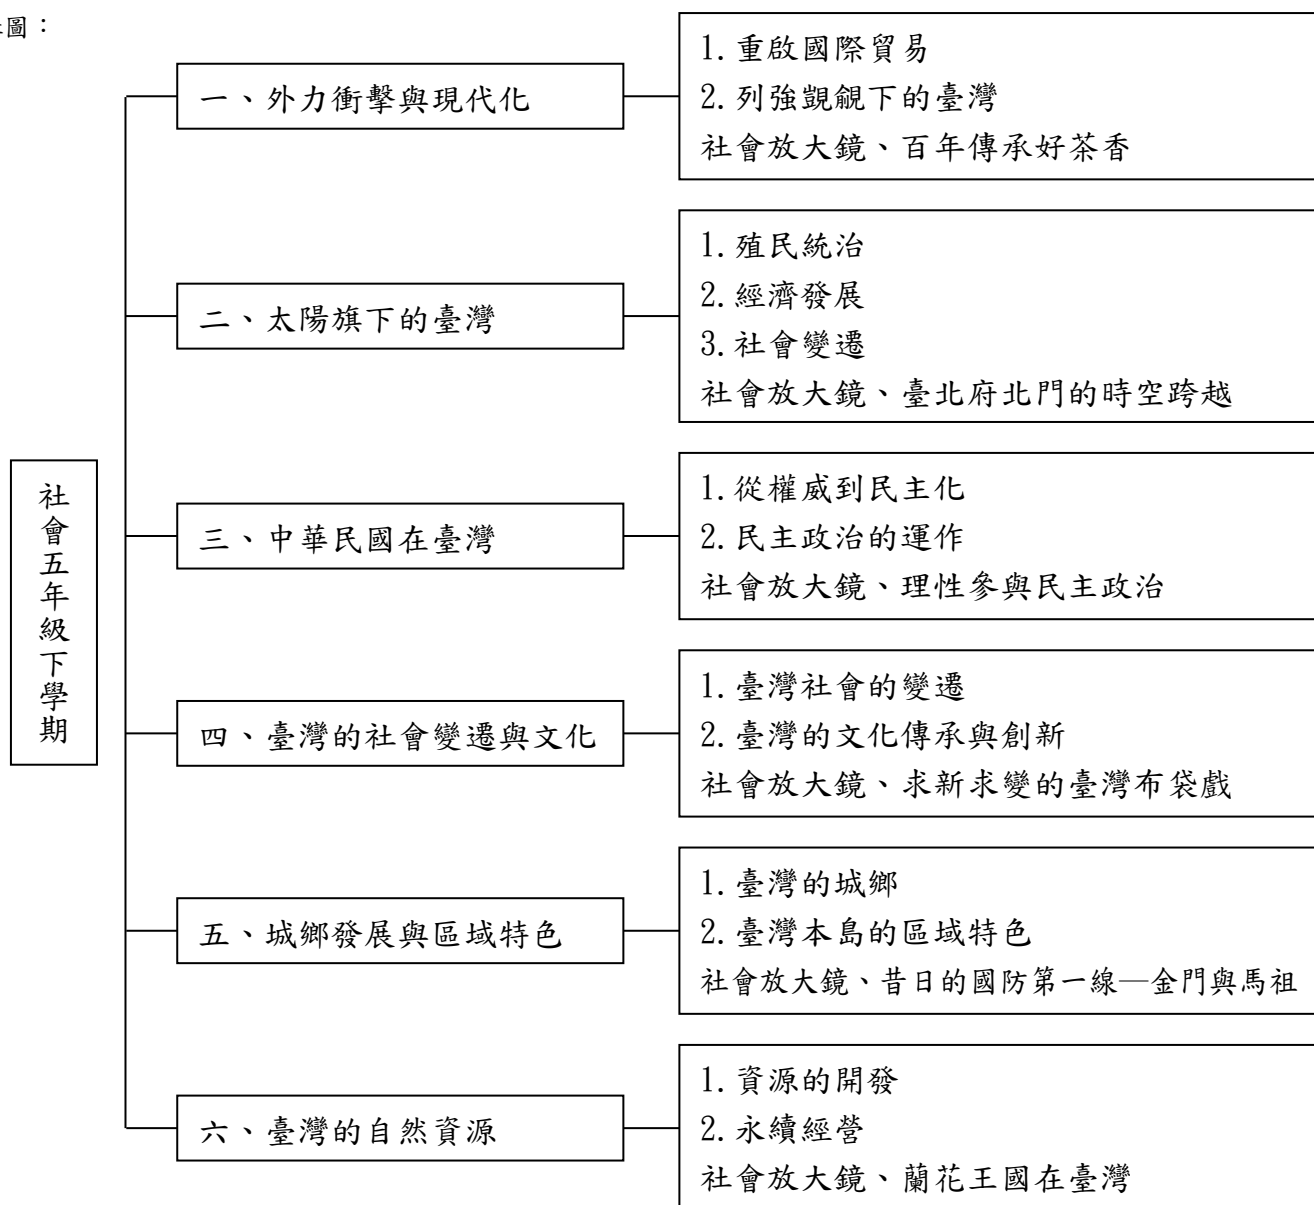 圖：
社會五年級下學期
一、外力衝擊與現代化
1. 重啟國際貿易
2. 列強覬覦下的臺灣
社會放大鏡、百年傳承好茶香
二、太陽旗下的臺灣
1. 殖民統治
2. 經濟發展
3. 社會變遷
社會放大鏡、臺北府北門的時空跨越
三、中華民國在臺灣
1. 從權威到民主化
2. 民主政治的運作
社會放大鏡、理性參與民主政治
四、臺灣的社會變遷與文化
1. 臺灣社會的變遷
2. 臺灣的文化傳承與創新
社會放大鏡、求新求變的臺灣布袋戲
五、城鄉發展與區域特色
1. 臺灣的城鄉
2. 臺灣本島的區域特色
社會放大鏡、昔日的國防第一線—金門與馬祖
六、臺灣的自然資源
1. 資源的開發
2. 永續經營
社會放大鏡、蘭花王國在臺灣